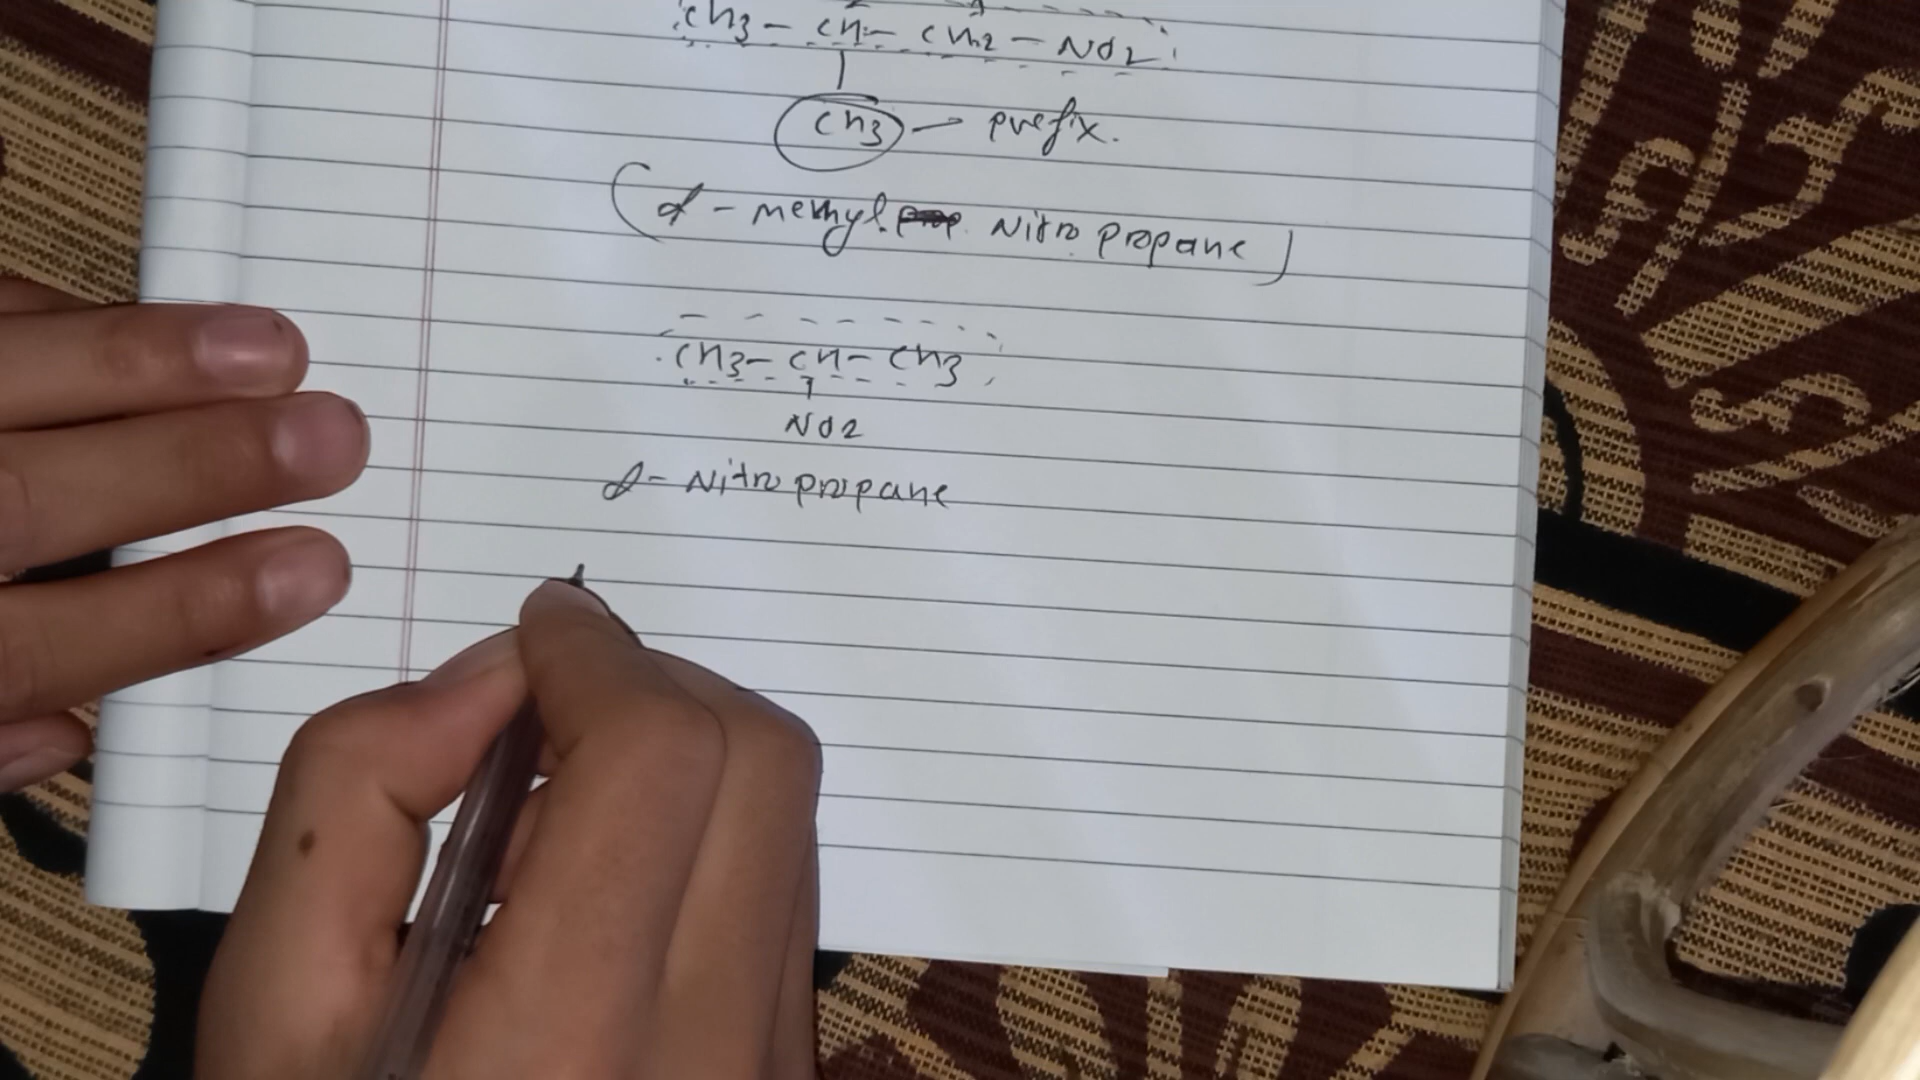 CH3 - CH - CH2 - NO2
CH3 → prefix.
(2 - methyl Nitro propane)
CH3 - CH - CH3
NO2
2 - Nitro propane